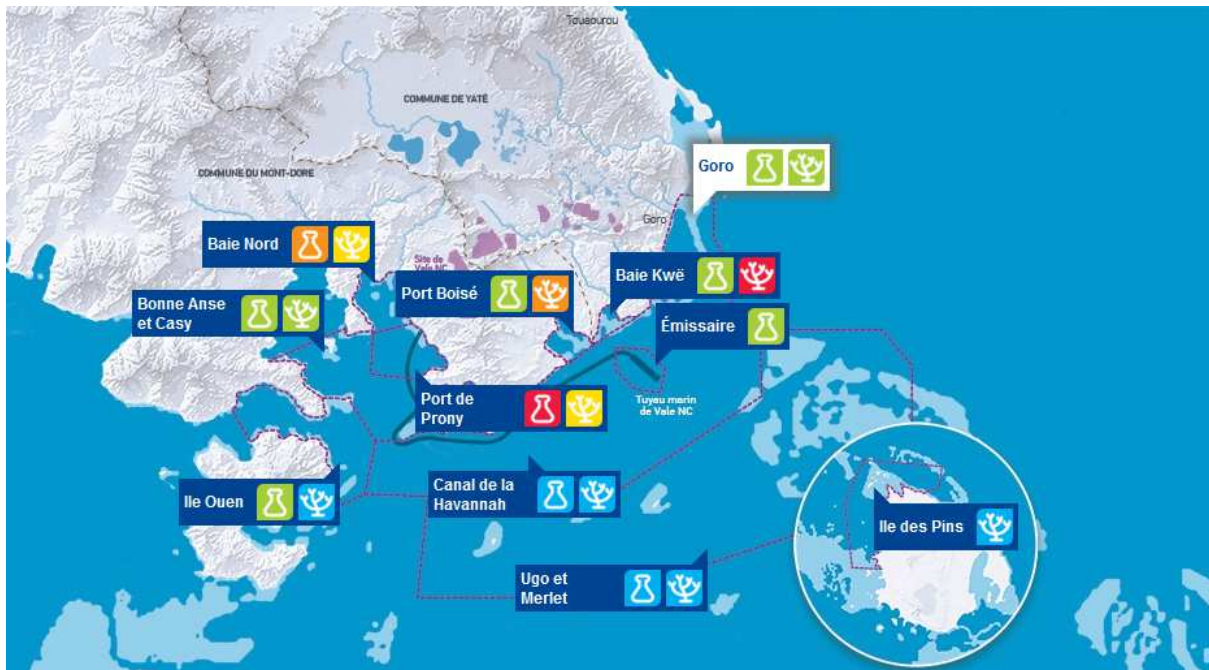 Touaourou
COMMUNE DE YATÉ
COMMUNE DU MONT-DORE
Goro
Goro
Baie Nord
Site de
Vale NC
Baie Kwë
Port Boisé
Bonne Anse
et Casy
Émissaire
Port de
Prony
Tuyau marin
de Vale NC
Ile Ouen
Canal de la
Havannah
Ile des Pins
Ugo et
Merlet